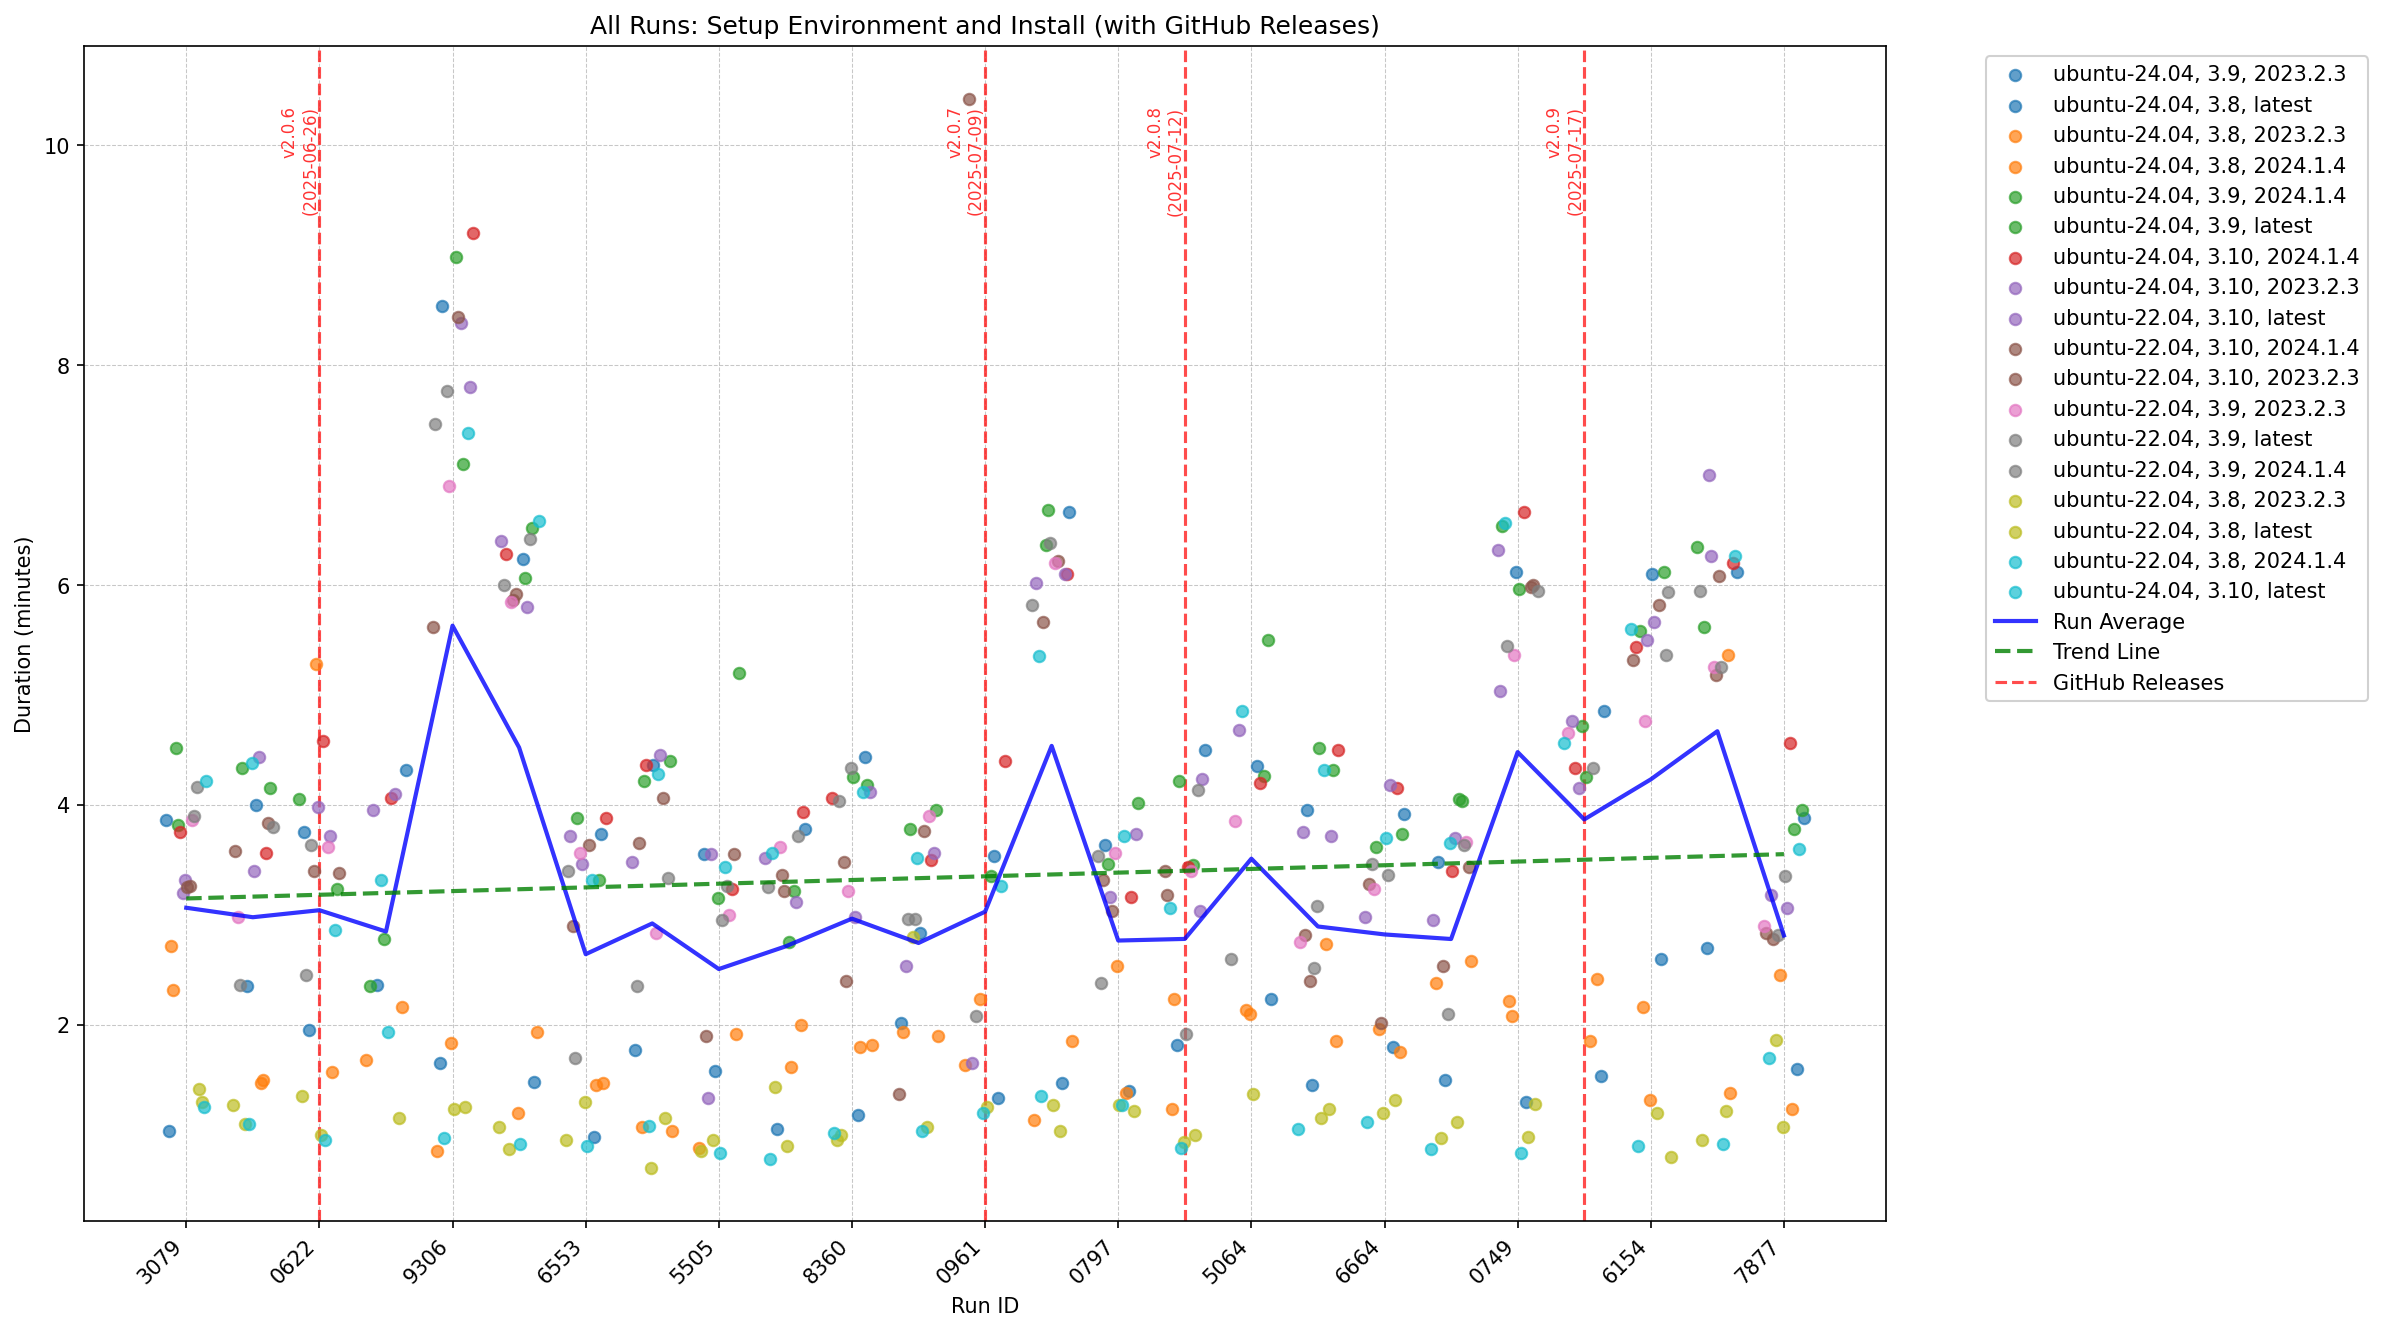 All Runs: Setup Environment and Install (with GitHub Releases)
Duration (minutes)
10
8
6
4
2
v2.0.6
(2025-06-26)
v2.0.7
(2025-07-09)
v2.0.8
(2025-07-12)
v2.0.9
(2025-07-17)
3079
0622
9306
6553
5505
8360
0961
0797
5064
6664
0749
6154
7877
Run ID
ubuntu-24.04, 3.9, 2023.2.3
ubuntu-24.04, 3.8, latest
ubuntu-24.04, 3.8, 2023.2.3
ubuntu-24.04, 3.8, 2024.1.4
ubuntu-24.04, 3.9, 2024.1.4
ubuntu-24.04, 3.9, latest
ubuntu-24.04, 3.10, 2024.1.4
ubuntu-24.04, 3.10, 2023.2.3
ubuntu-22.04, 3.10, latest
ubuntu-22.04, 3.10, 2024.1.4
ubuntu-22.04, 3.10, 2023.2.3
ubuntu-22.04, 3.9, 2023.2.3
ubuntu-22.04, 3.9, latest
ubuntu-22.04, 3.9, 2024.1.4
ubuntu-22.04, 3.8, 2023.2.3
ubuntu-22.04, 3.8, latest
ubuntu-22.04, 3.8, 2024.1.4
ubuntu-24.04, 3.10, latest
Run Average
Trend Line
GitHub Releases